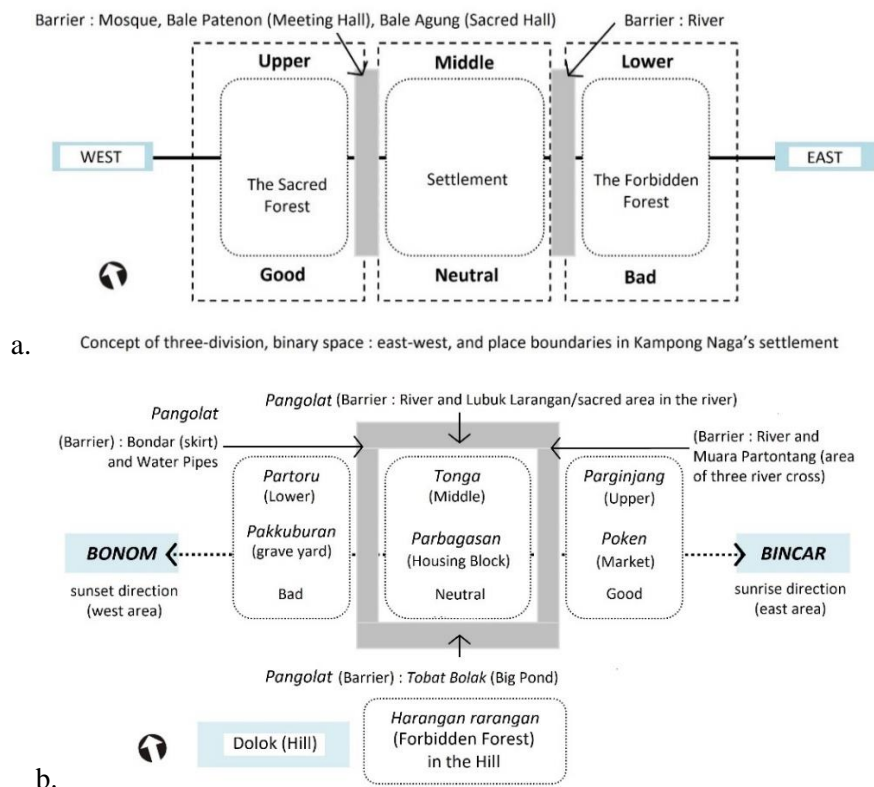 Barrier : Mosque, Bale Patenon (Meeting Hall), Bale Agung (Sacred Hall)
Barrier : River
Upper
Middle
Lower
WEST
The Sacred
Forest
Settlement
The Forbidden
Forest
EAST
Good
Neutral
Bad
a.
Concept of three-division, binary space : east-west, and place boundaries in Kampong Naga's settlement
Pangolat
(Barrier) : Bondar (skirt)
and Water Pipes
Pangolat (Barrier : River and Lubuk Larangan/sacred area in the river)
(Barrier : River and
Muara Partontang (area
of three river cross)
Partoru
(Lower)
Pakkuburan
(grave yard)
Bad
Tonga
(Middle)
Parbagasan
(Housing Block)
Neutral
Parginjang
(Upper)
Poken
(Market)
Good
BONOM
sunset direction
(west area)
BINCAR
sunrise direction
(east area)
Pangolat (Barrier) : Tobat Bolak (Big Pond)
Dolok (Hill)
Harangan rarangan
(Forbidden Forest)
in the Hill
b.